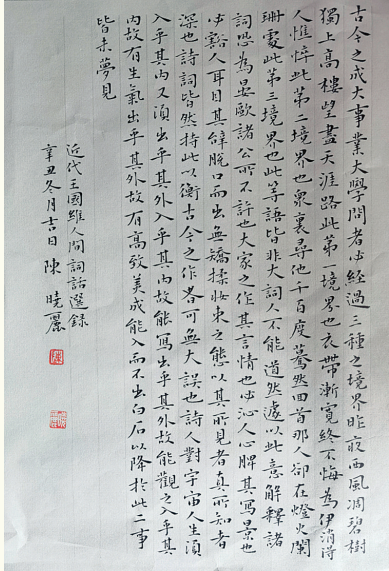 古今之成大事業大學問者必經過三種之境界昨夜西風凋碧樹
獨上高樓望盡天涯路此第一境界也衣帶漸寬終不悔為伊消得
人憔悴此第二境界也眾裏尋他千百度驀然回首那人卻在燈火闌
珊處此第三境界也此等語皆非大詞人不能道然遽以此意解釋諸
詞恐為晏歐諸公所不許也大家之作其言情也必沁人心脾其寫景也
必豁人耳目其辭脫口而出無矯揉妝束之態以其所見者真所知者
深也詩詞皆然持此以衡古今之作者可無大誤也詩人對宇宙人生須
入乎其內又須出乎其外入乎其內故能寫之出乎其外故能觀之入乎其
內故有生氣出乎其外故有高致美成能入而不出白石以降於此二事
皆未夢見
近代王國維人間詞話選錄
辛丑冬月吉日陳曉麗